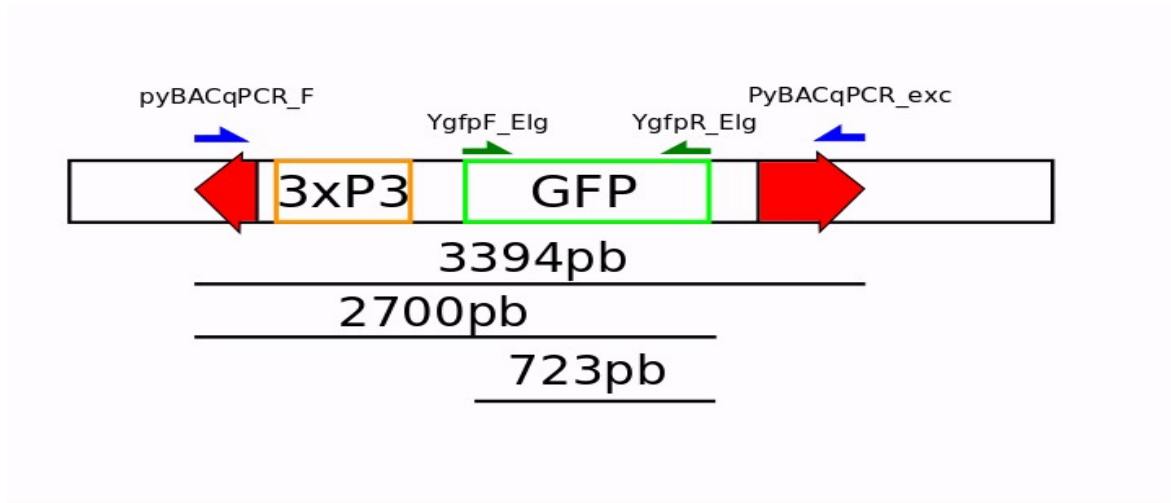 pyBACqPCR_F
PyBACqPCR_exc
YgfpF_Elg
YgfpR_Elg
3xP3
GFP
3394pb
2700pb
723pb